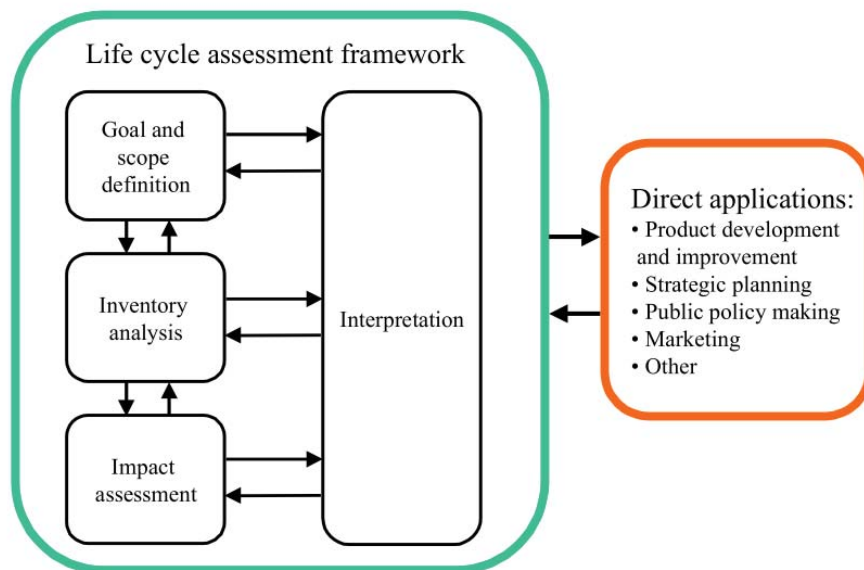 Life cycle assessment framework
Goal and
scope
definition
Inventory
analysis
Impact
assessment
Interpretation
Direct applications:
• Product development
and improvement
• Strategic planning
• Public policy making
• Marketing
• Other